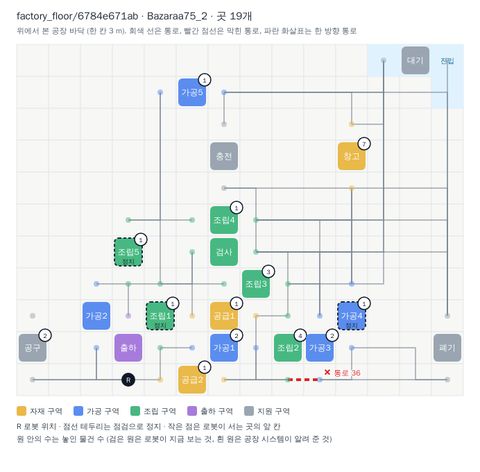 factory_floor/6784e671ab · Bazaraa75_2 · 곳 19개
위에서 본 공장 바닥 (한 칸 3 m). 회색 선은 통로, 빨간 점선은 막힌 통로, 파란 화살표는 한 방향 통로
대기
진입
가공5
1
충전
창고
7
조립4
1
조립5
1
정지
검사
조립3
3
가공2
조립1
1
정지
공급1
1
가공4
1
정지
공구
2
출하
가공1
2
조립2
4
가공3
2
폐기
R
공급2
1
× 통로 36
자재 구역
가공 구역
조립 구역
출하 구역
지원 구역
R 로봇 위치 · 점선 테두리는 점검으로 정지 · 작은 점은 로봇이 서는 곳의 앞 칸
원 안의 수는 놓인 물건 수 (검은 원은 로봇이 지금 보는 것, 흰 원은 공장 시스템이 알려 준 것)